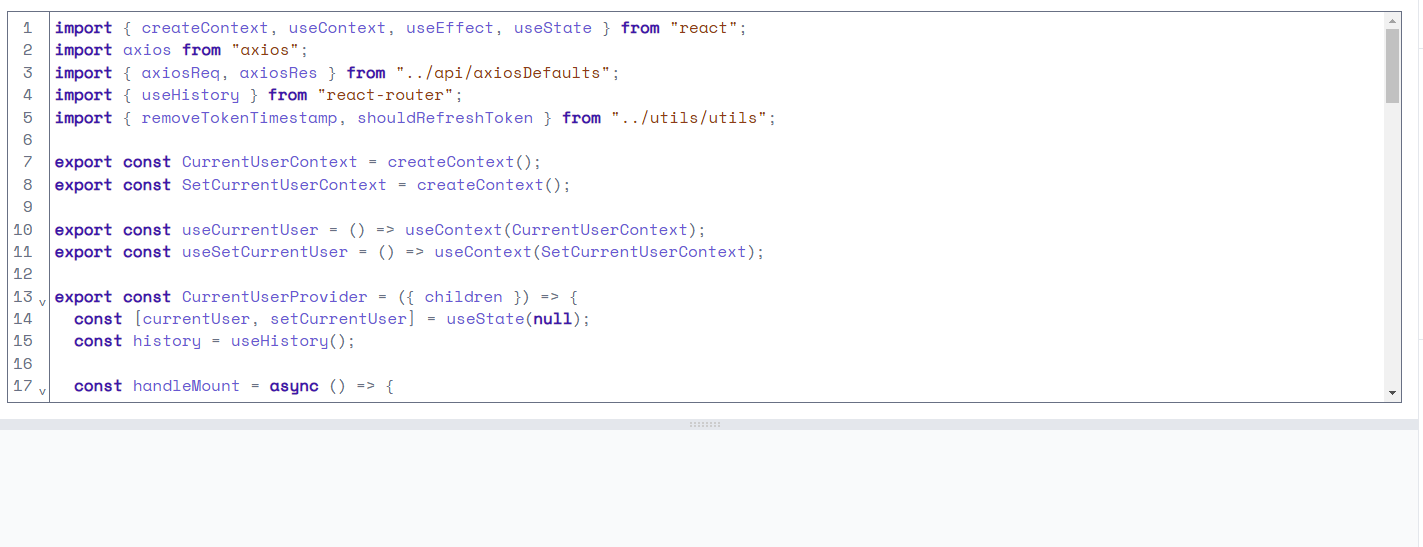 1 import { createContext, useContext, useEffect, useState } from "react";
2 import axios from "axios";
3 import { axiosReq, axiosRes } from "../api/axiosDefaults";
4 import { useHistory } from "react-router";
5 import { removeTokenTimestamp, shouldRefreshToken } from "../utils/utils";
6
7 export const CurrentUserContext = createContext();
8 export const SetCurrentUserContext = createContext();
9
10 export const useCurrentUser = () => useContext(CurrentUserContext);
11 export const useSetCurrentUser = () => useContext(SetCurrentUserContext);
12
13 v export const CurrentUserProvider = ({ children }) => {
14 const [currentUser, setCurrentUser] = useState(null);
15 const history = useHistory();
16
17 v const handleMount = async () => {